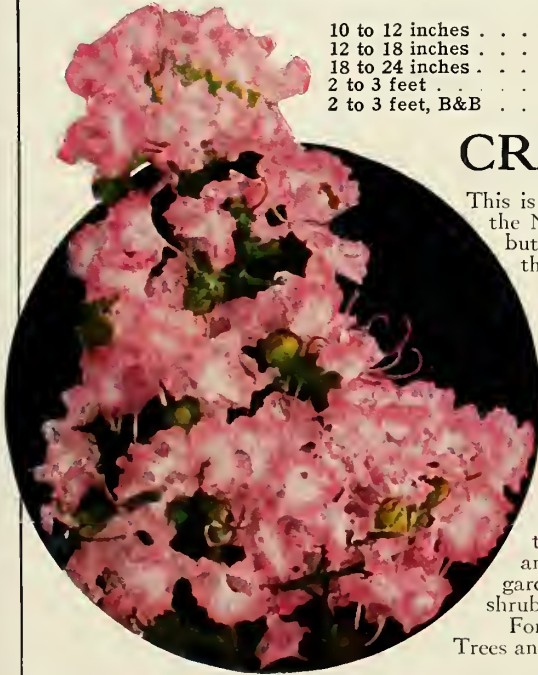 10 to 12 inches . . .
12 to 18 inches . . .
18 to 24 inches . . .
2 to 3 feet . . . .
2 to 3 feet, B&B . .
CRA
This is
the N
but
th
t
an
gard
shrub
For
Trees an